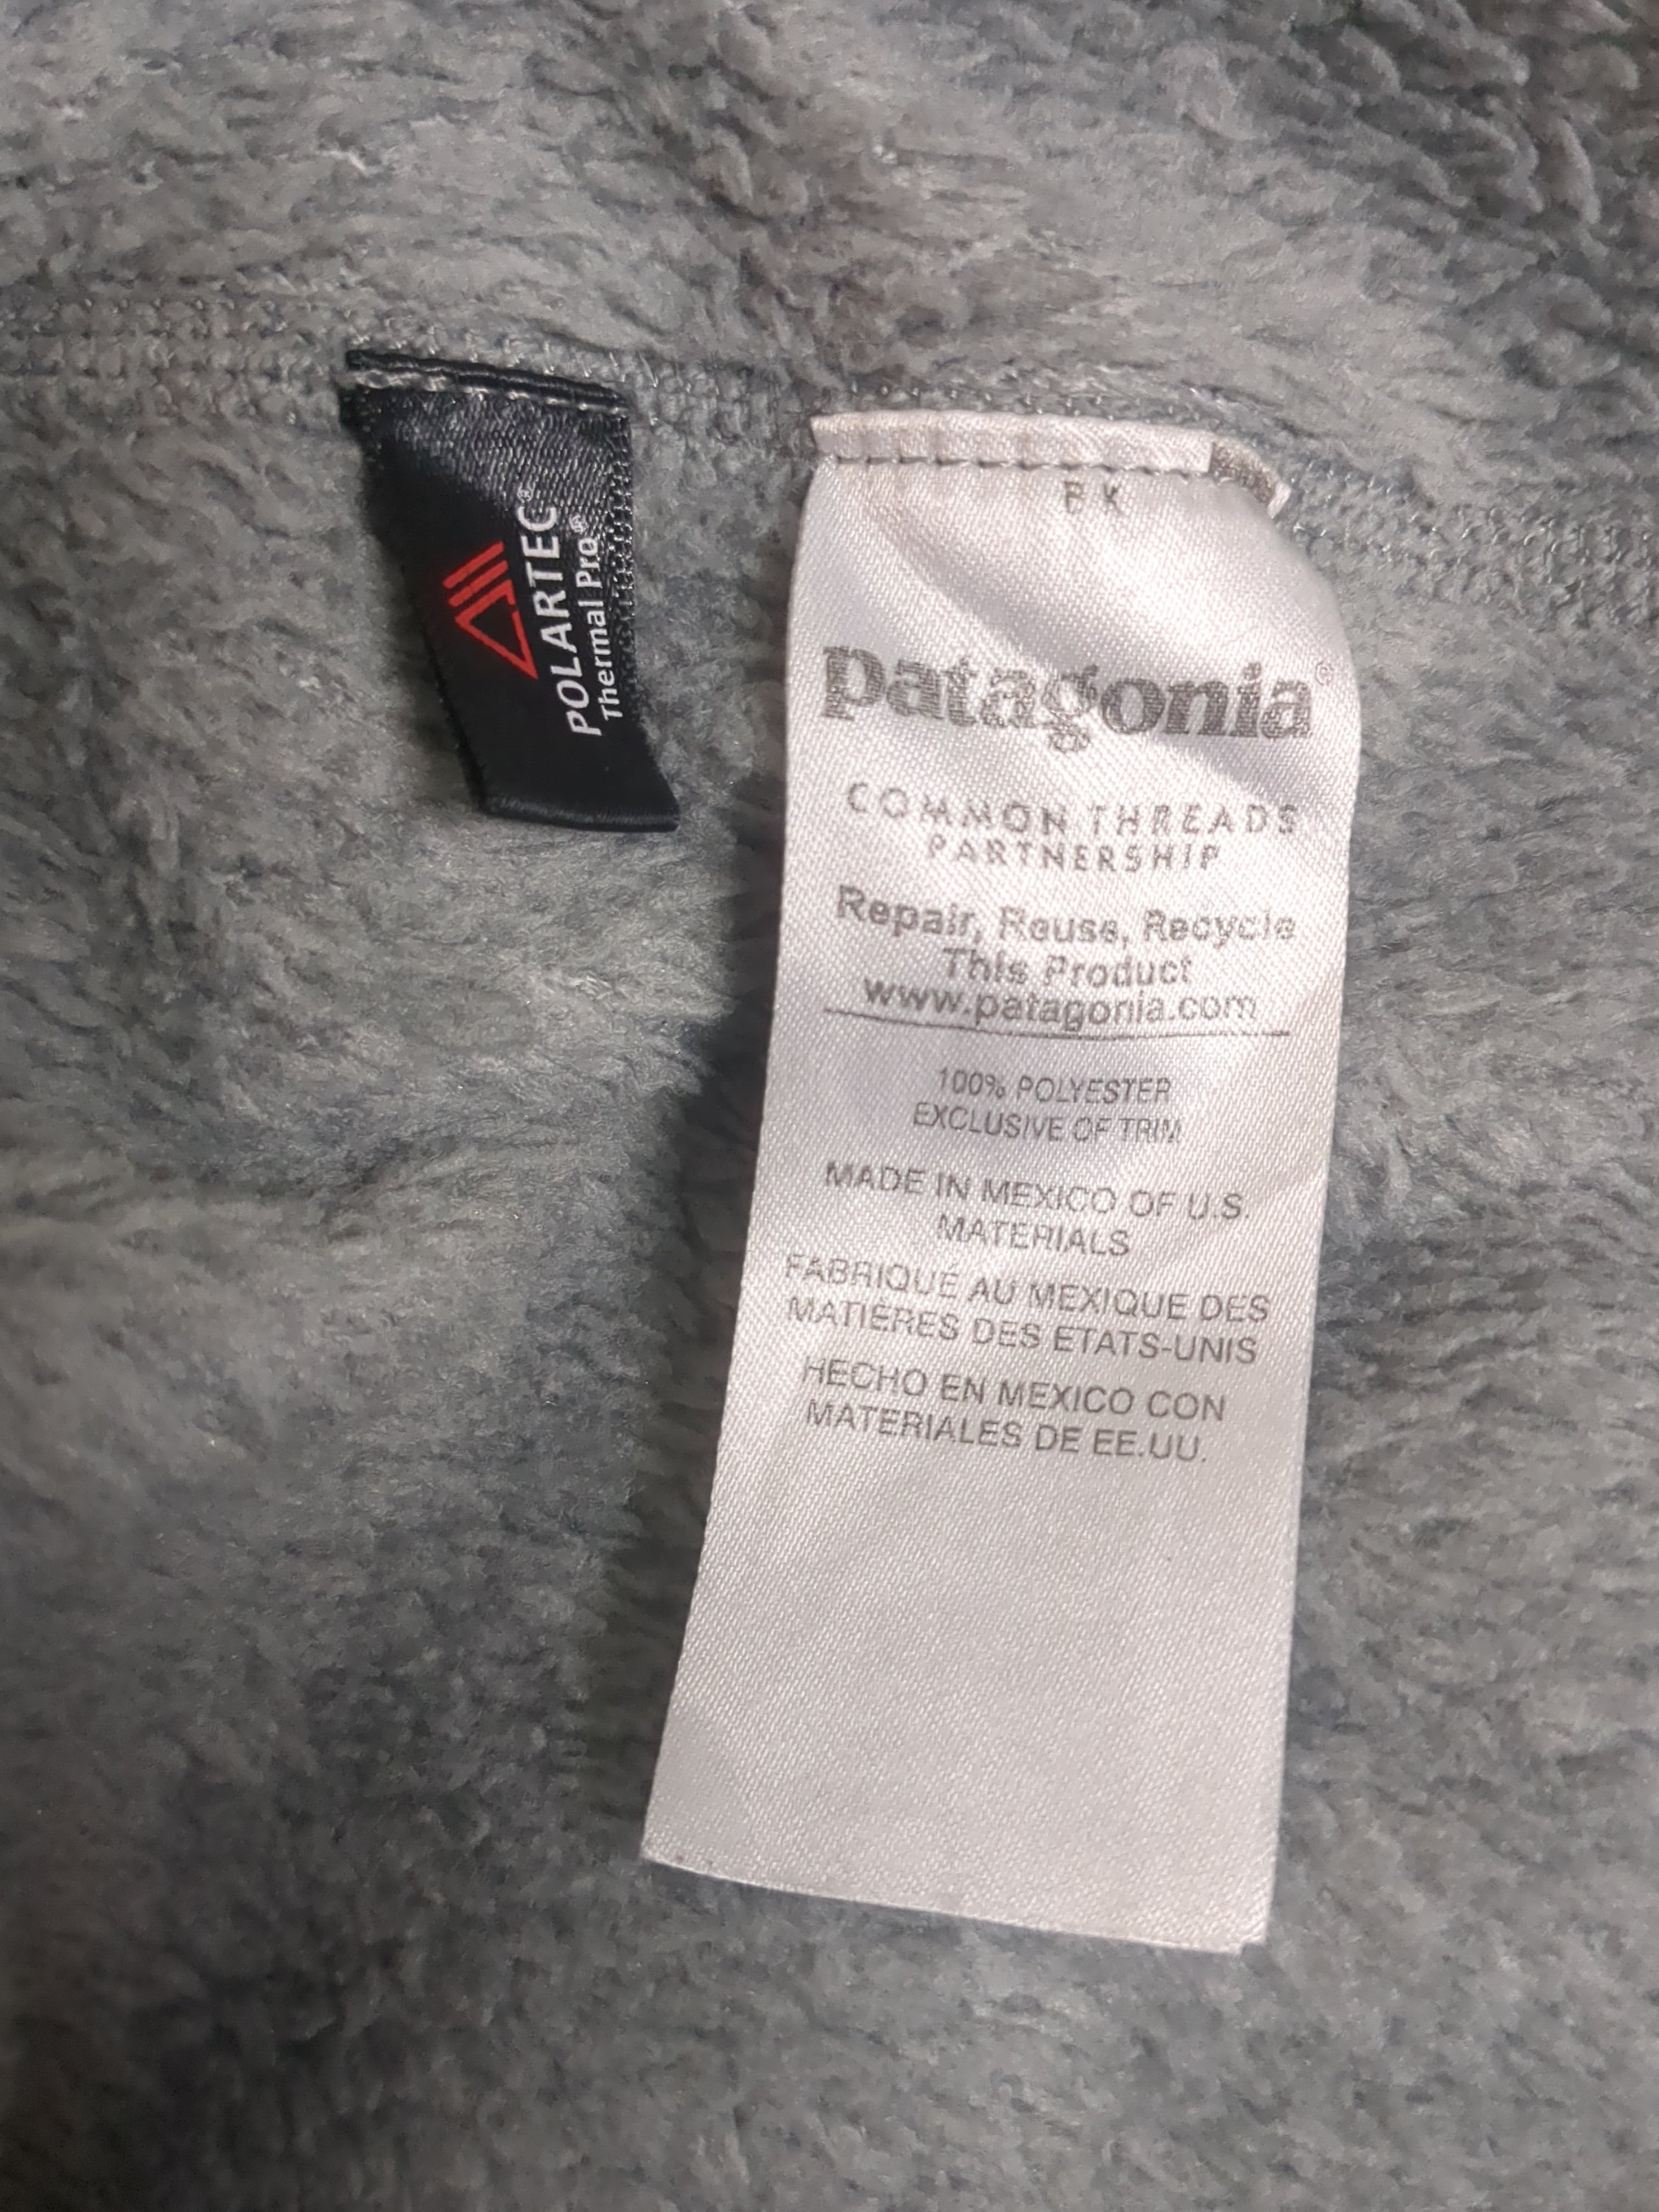 POLARTEC®
Thermal Pro®
patagonia®
COMMON THREADS
PARTNERSHIP
Repair, Reuse, Recycle
This Product
www.patagonia.com
100% POLYESTER
EXCLUSIVE OF TRIM
MADE IN MEXICO OF U.S.
MATERIALS
FABRIQUÉ AU MEXIQUE DES
MATIÈRES DES ETATS-UNIS
HECHO EN MEXICO CON
MATERIALES DE EE.UU.